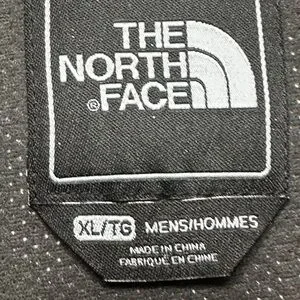 THE
NORTH
®FACE
XL/TG MENS/HOMMES
MADE IN CHINA
FABRIQUÉ EN CHINE